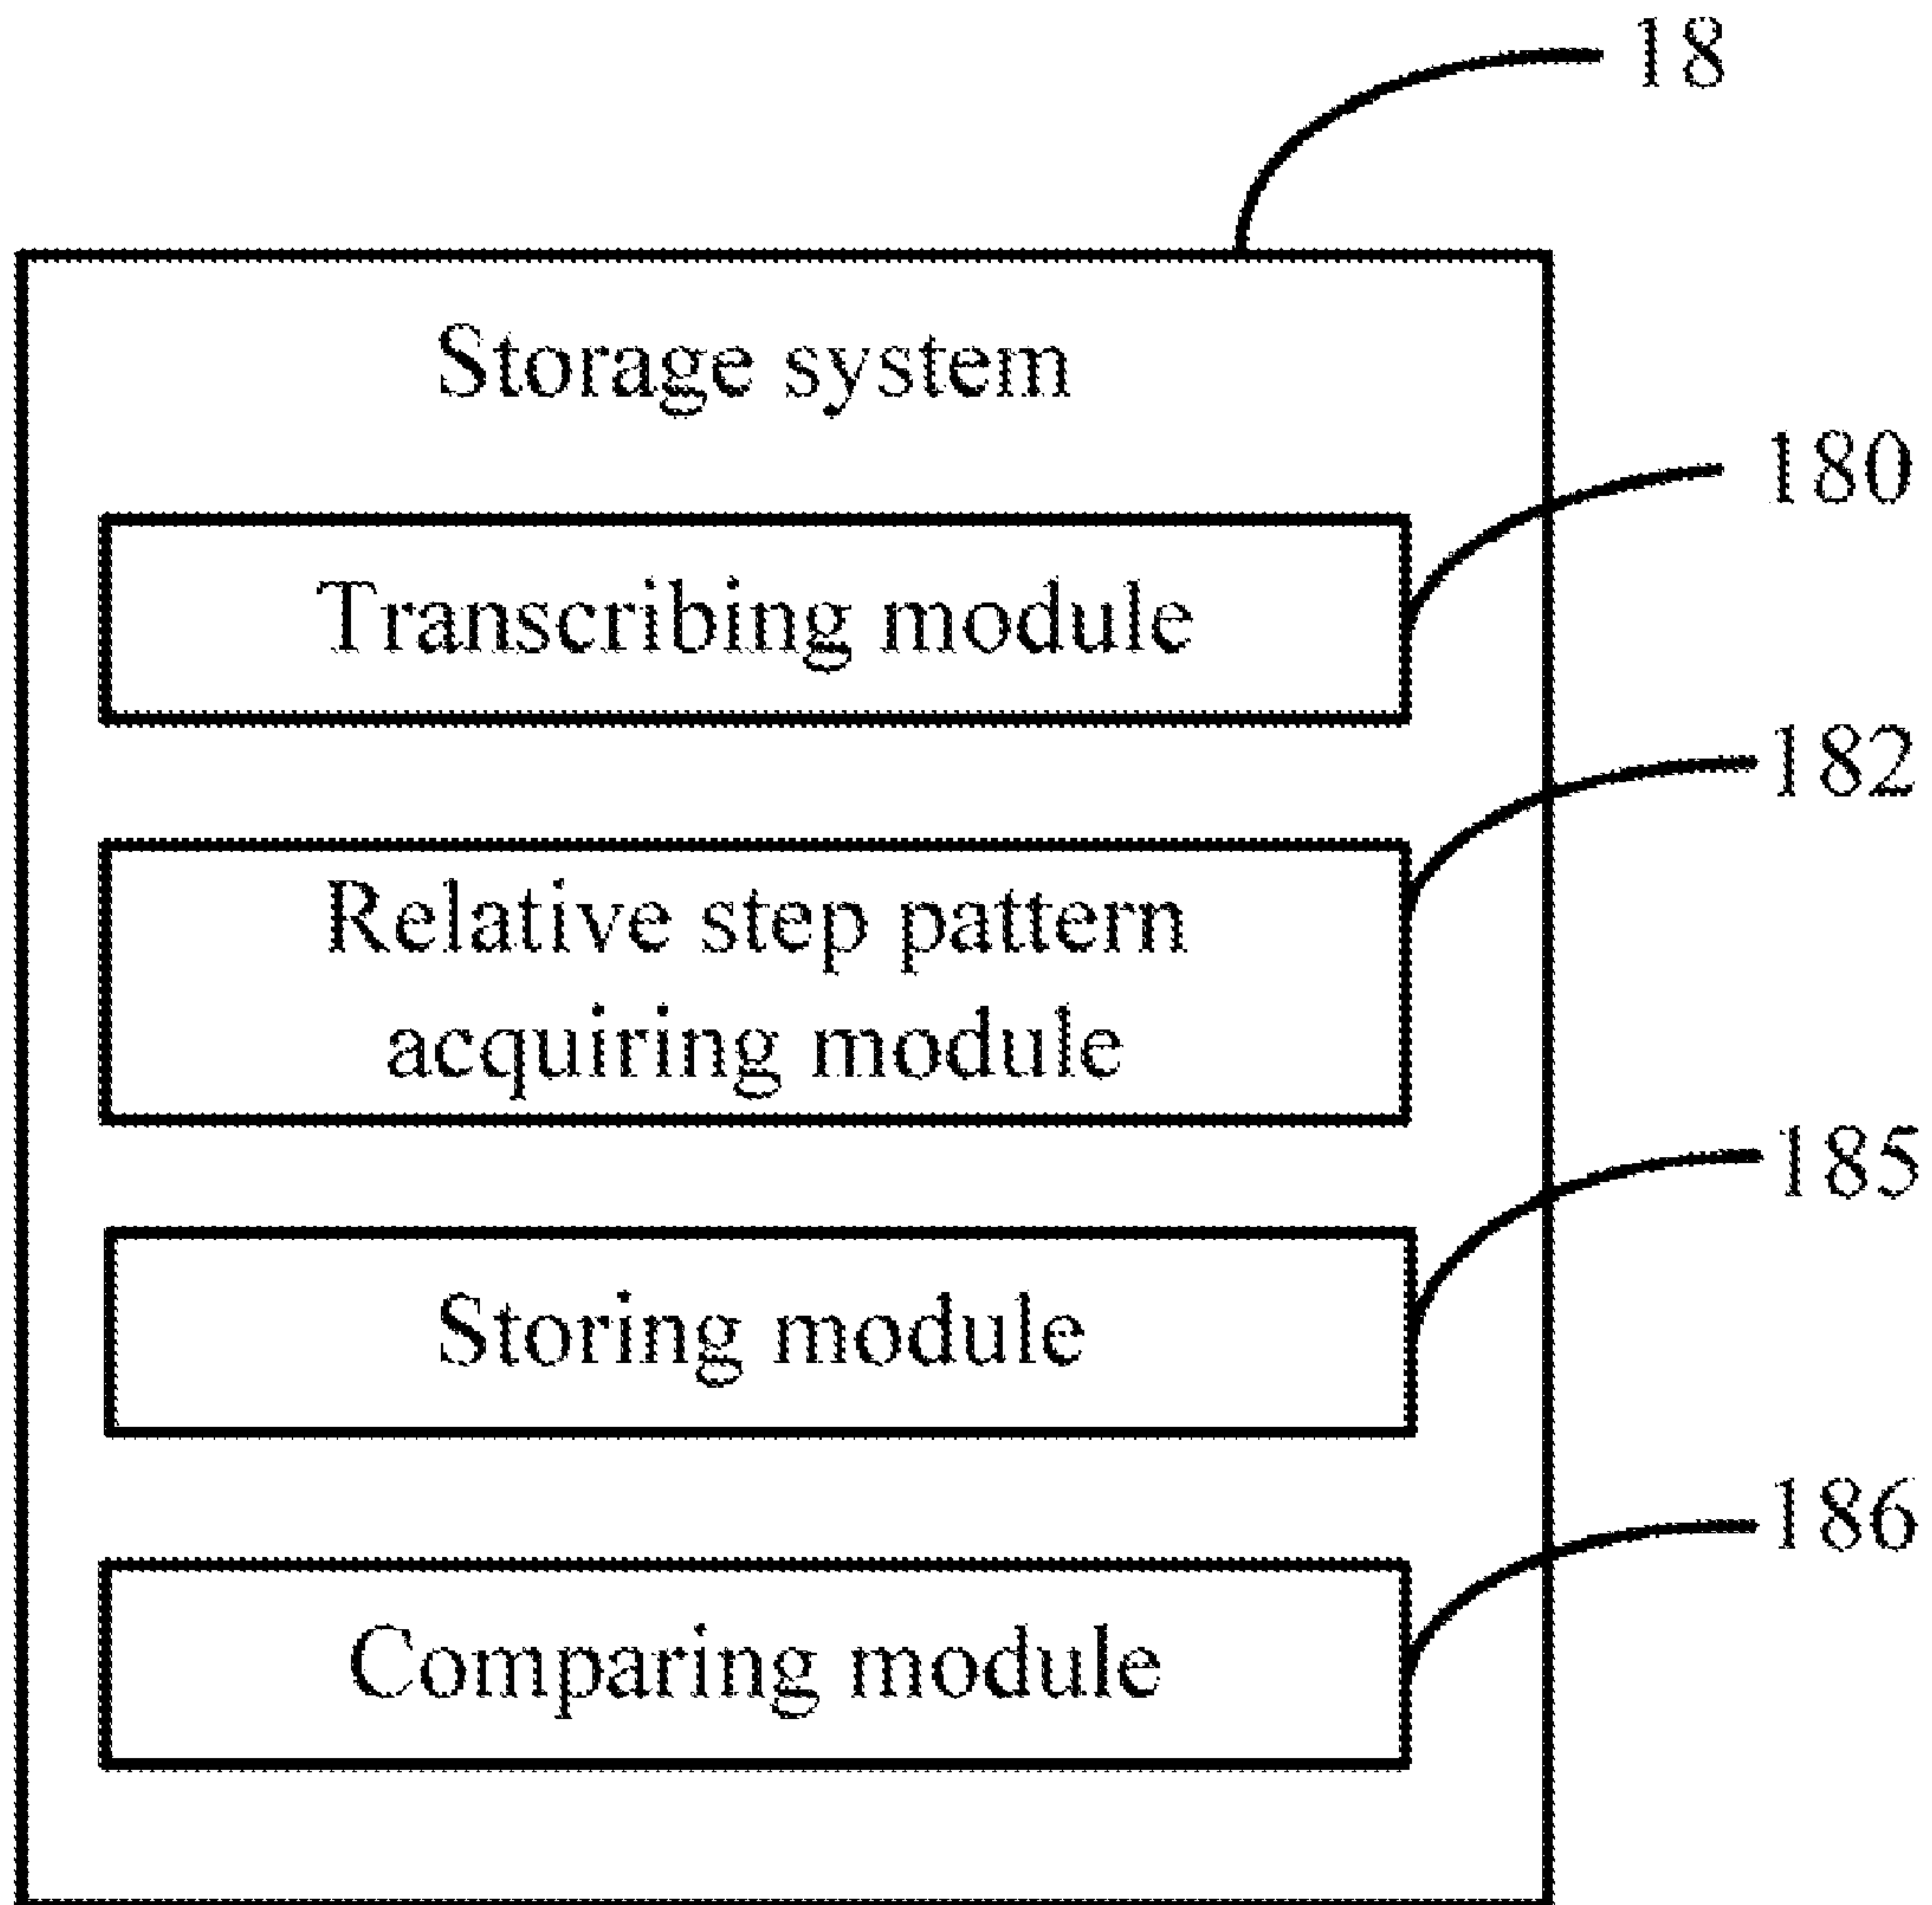 18
Storage system
180
Transcribing module
182
Relative step pattern
acquiring module
185
Storing module
186
Comparing module